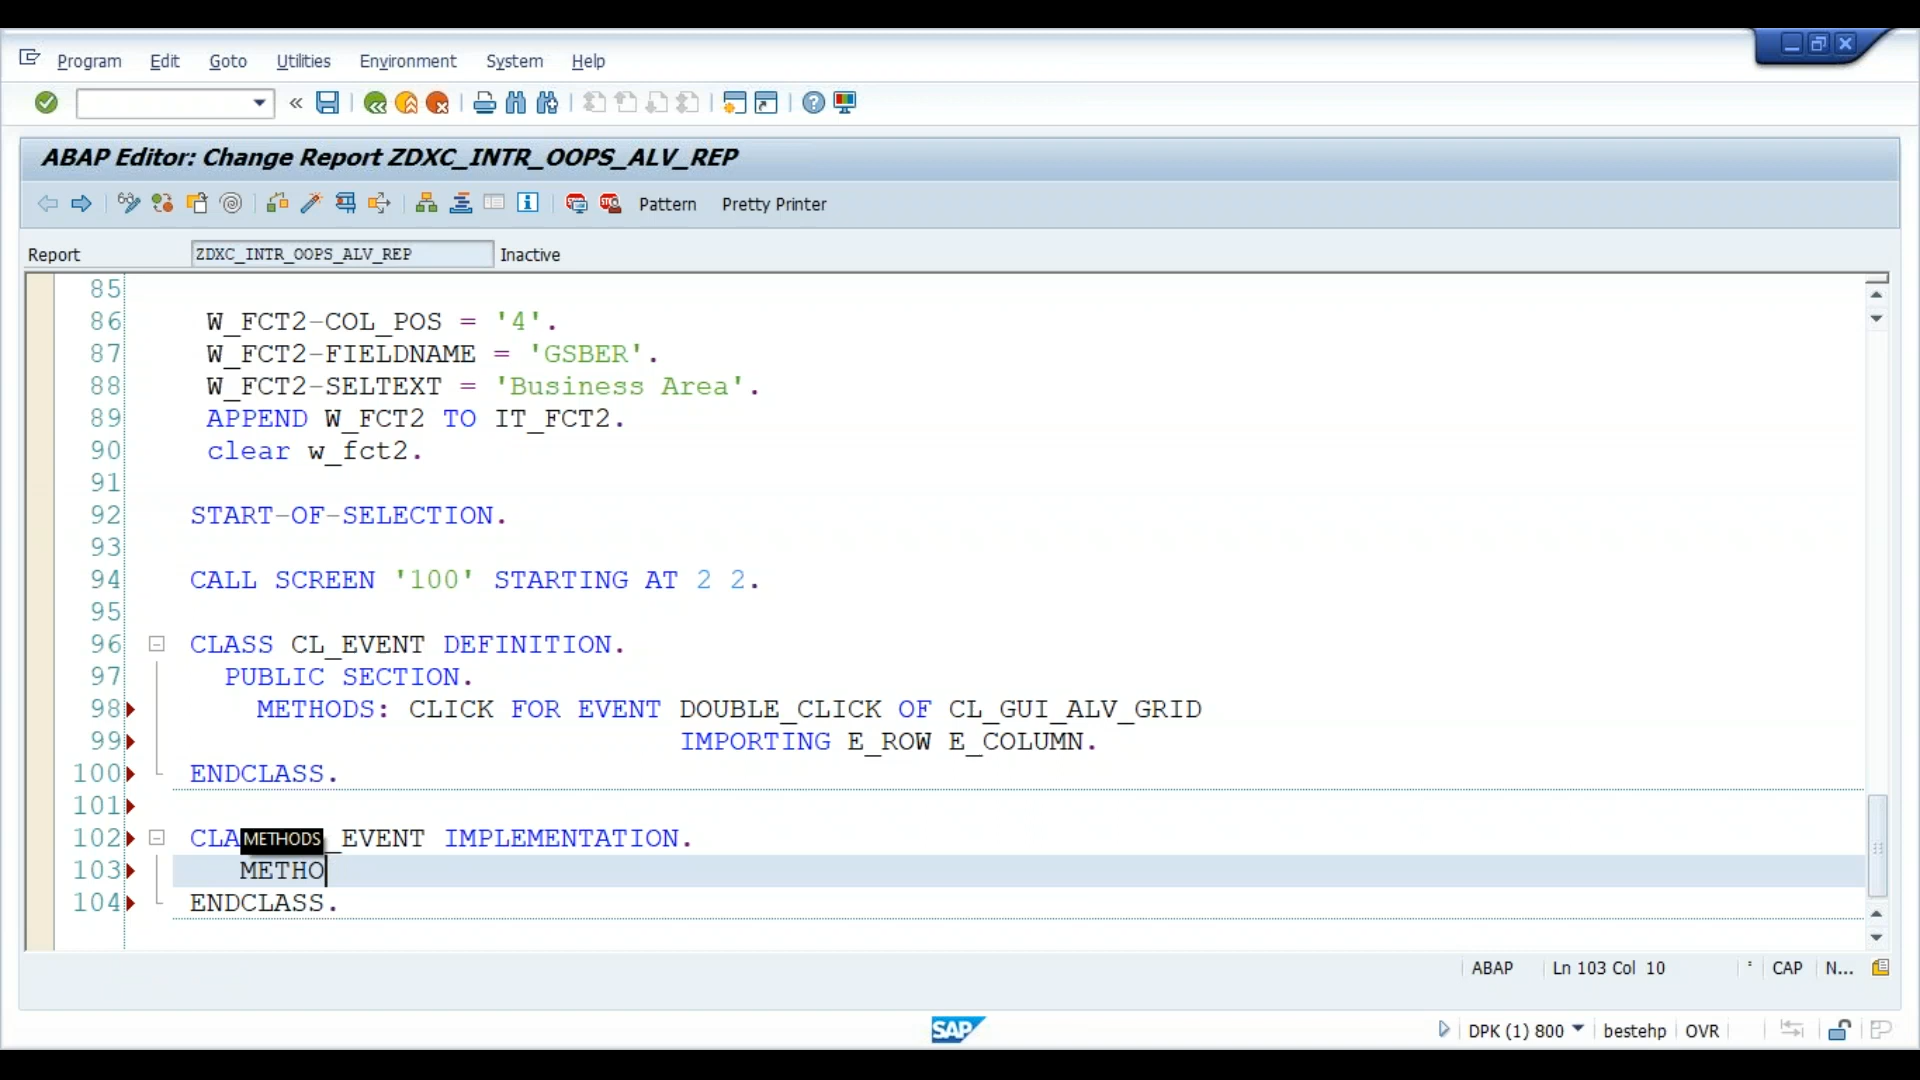 Program Edit Goto Utilities Environment System Help
ABAP Editor: Change Report ZDXC_INTR_OOPS_ALV_REP
Pattern Pretty Printer
Report ZDXC_INTR_OOPS_ALV_REP Inactive
85
86 W_FCT2-COL_POS = '4'.
87 W_FCT2-FIELDNAME = 'GSBER'.
88 W_FCT2-SELTEXT = 'Business Area'.
89 APPEND W_FCT2 TO IT_FCT2.
90 clear w_fct2.
91
92 START-OF-SELECTION.
93
94 CALL SCREEN '100' STARTING AT 2 2.
95
96 CLASS CL_EVENT DEFINITION.
97 PUBLIC SECTION.
98 METHODS: CLICK FOR EVENT DOUBLE_CLICK OF CL_GUI_ALV_GRID
99 IMPORTING E_ROW E_COLUMN.
100 ENDCLASS.
101
102 CLA METHODS _EVENT IMPLEMENTATION.
103 METHO
104 ENDCLASS.
ABAP Ln 103 Col 10 * CAP N...
SAP DPK (1) 800 bestehp OVR